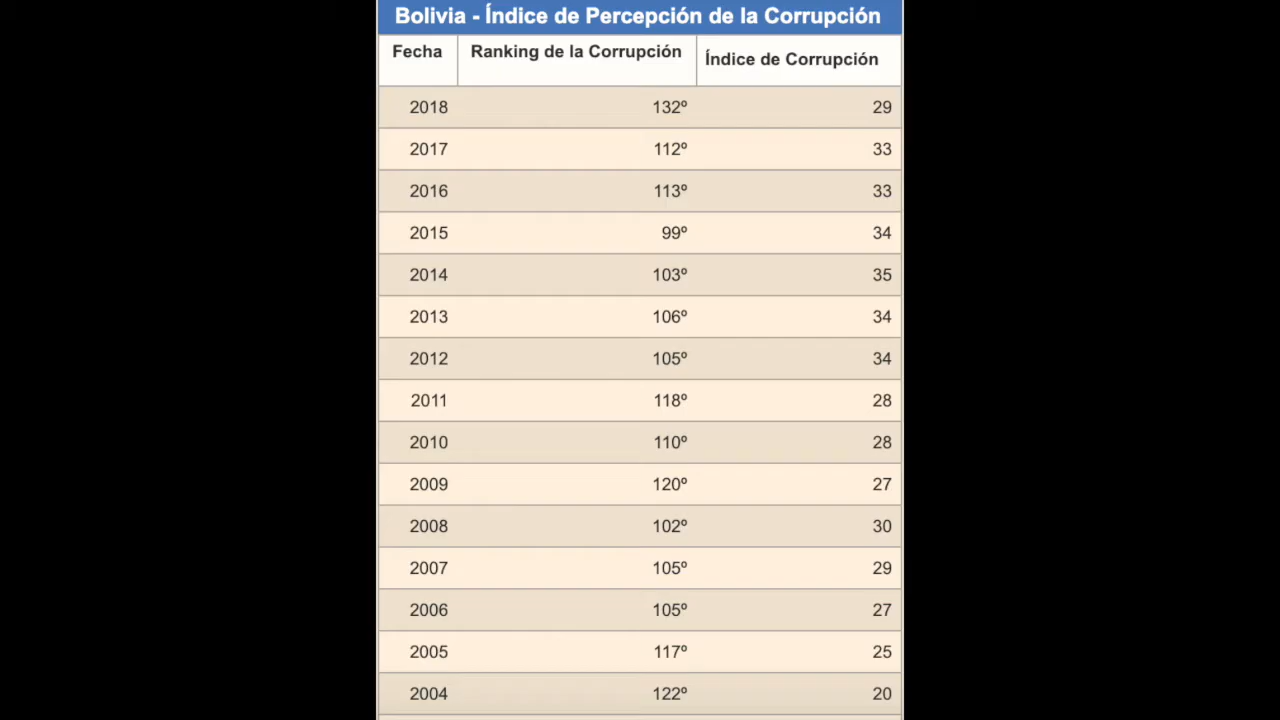 Bolivia - Índice de Percepción de la Corrupción
Fecha Ranking de la Corrupción Índice de Corrupción
2018 132º 29
2017 112º 33
2016 113º 33
2015 99º 34
2014 103º 35
2013 106º 34
2012 105º 34
2011 118º 28
2010 110º 28
2009 120º 27
2008 102º 30
2007 105º 29
2006 105º 27
2005 117º 25
2004 122º 20